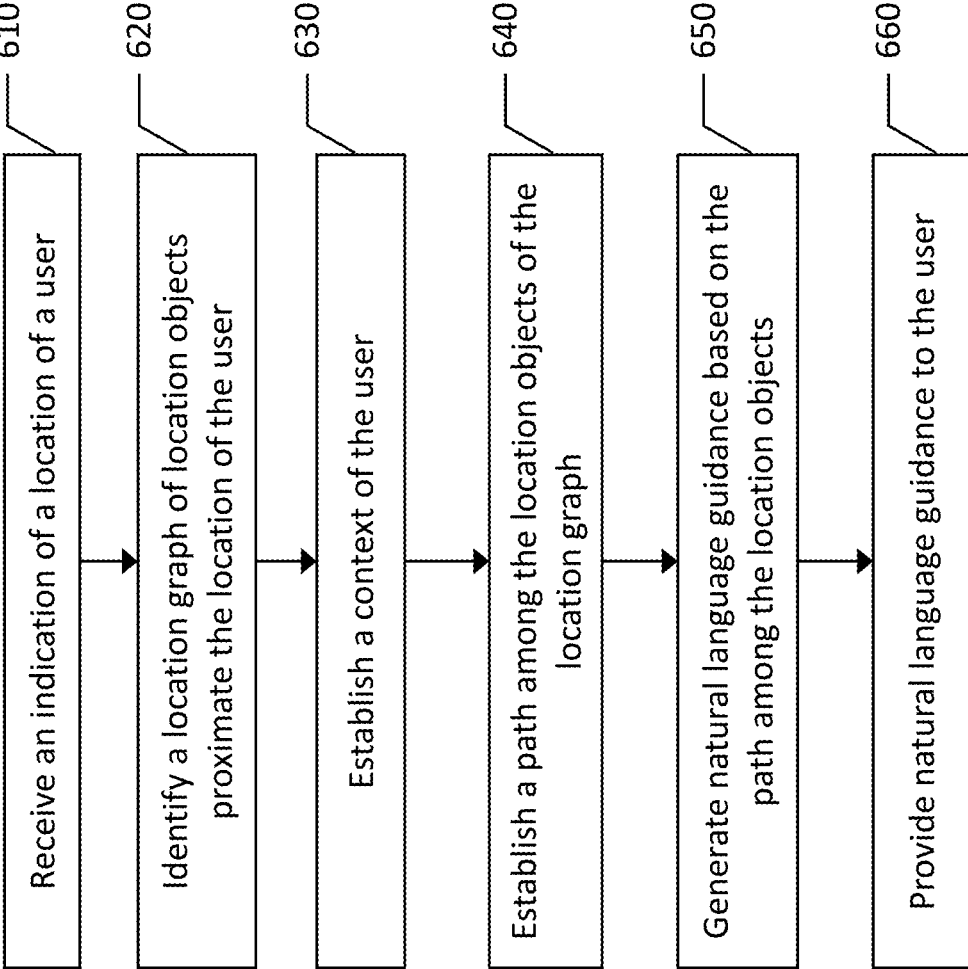 610
Receive an indication of a location of a user
620
Identify a location graph of location objects
proximate the location of the user
630
Establish a context of the user
640
Establish a path among the location objects of the
location graph
650
Generate natural language guidance based on the
path among the location objects
660
Provide natural language guidance to the user